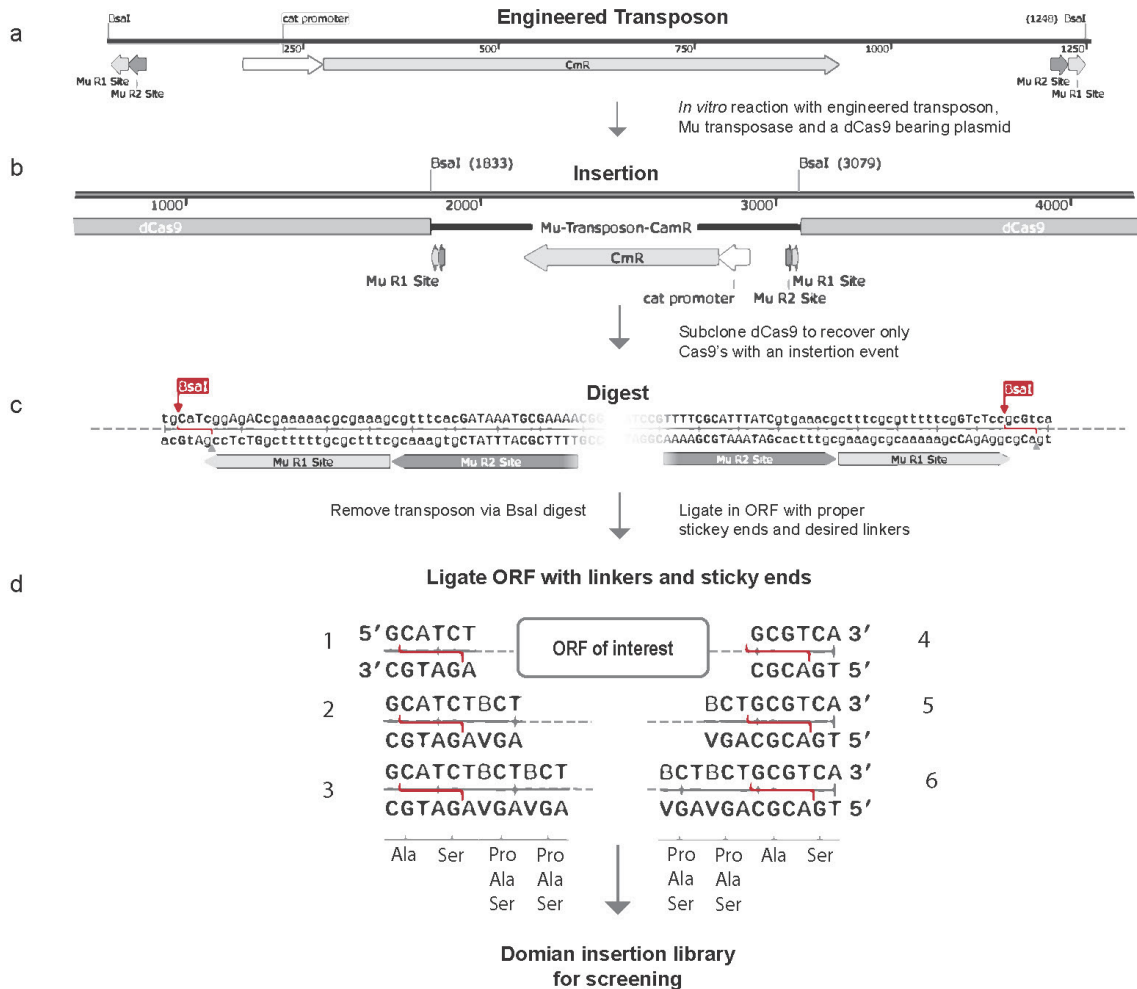 a
Engineered Transposon
BsaI
cat promoter
(1248) BsaI
250
500
750
1000
1250
Mu R1 Site
Mu R2 Site
CmR
Mu R2 Site
Mu R1 Site
In vitro reaction with engineered transposon,
Mu transposase and a dCas9 bearing plasmid
b
BsaI (1833)
Insertion
BsaI (3079)
1000
2000
3000
4000
dCas9
Mu-Transposon-CamR
dCas9
CmR
Mu R1 Site
Mu R1 Site
cat promoter
Mu R2 Site
Subclone dCas9 to recover only
Cas9's with an instertion event
c
Digest
BsaI
BsaI
tgCaTcggAgACCgaaaaacgcgaaagcgtttcacGATAAATGCGAAAACGG
CCGTTTTCGCATTTATCgtgaaacgctttcgcgtttttcggTCTcCgcGTca
acGTAgccTcTGgctttttgcgctttcgcaaagtgCTATTTACGCTTTTGCC
AGGCAAAAGCGTAAATAGcactttgcgaaagcgcaaaaagcCAgAGgcgCAgt
Mu R1 Site
Mu R2 Site
Mu R2 Site
Mu R1 Site
Remove transposon via BsaI digest
Ligate in ORF with proper
stickey ends and desired linkers
d
Ligate ORF with linkers and sticky ends
1
5′ GCATCT
ORF of interest
GCGTCA 3′
4
3′ CGTAGA
CGCAGT 5′
2
GCATCTBCT
BCTGCGTCA 3′
5
CGTAGAVGA
VGACGCAGT 5′
3
GCATCTBCTBCT
BCTBCTGCGTCA 3′
6
CGTAGAVGAVGA
VGAVGACGCAGT 5′
Ala Ser Pro Pro
Ala Ala
Ser Ser
Pro Pro Ala Ser
Ala Ala
Ser Ser
Domian insertion library
for screening